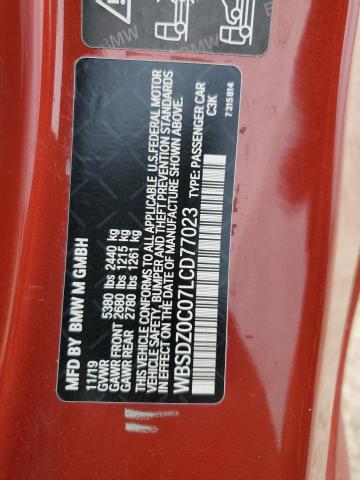 MFD BY BMW M GMBH
11/19
GVWR 5380 lbs 2440 kg
GAWR FRONT 2680 lbs 1215 kg
GAWR REAR 2780 lbs 1261 kg
THIS VEHICLE CONFORMS TO ALL APPLICABLE U.S.FEDERAL MOTOR
VEHICLE SAFETY, BUMPER AND THEFT PREVENTION STANDARDS
IN EFFECT ON THE DATE OF MANUFACTURE SHOWN ABOVE.
WBSDZ0C07LCD77023 TYPE: PASSENGER CAR
C3K
7315814
BMW